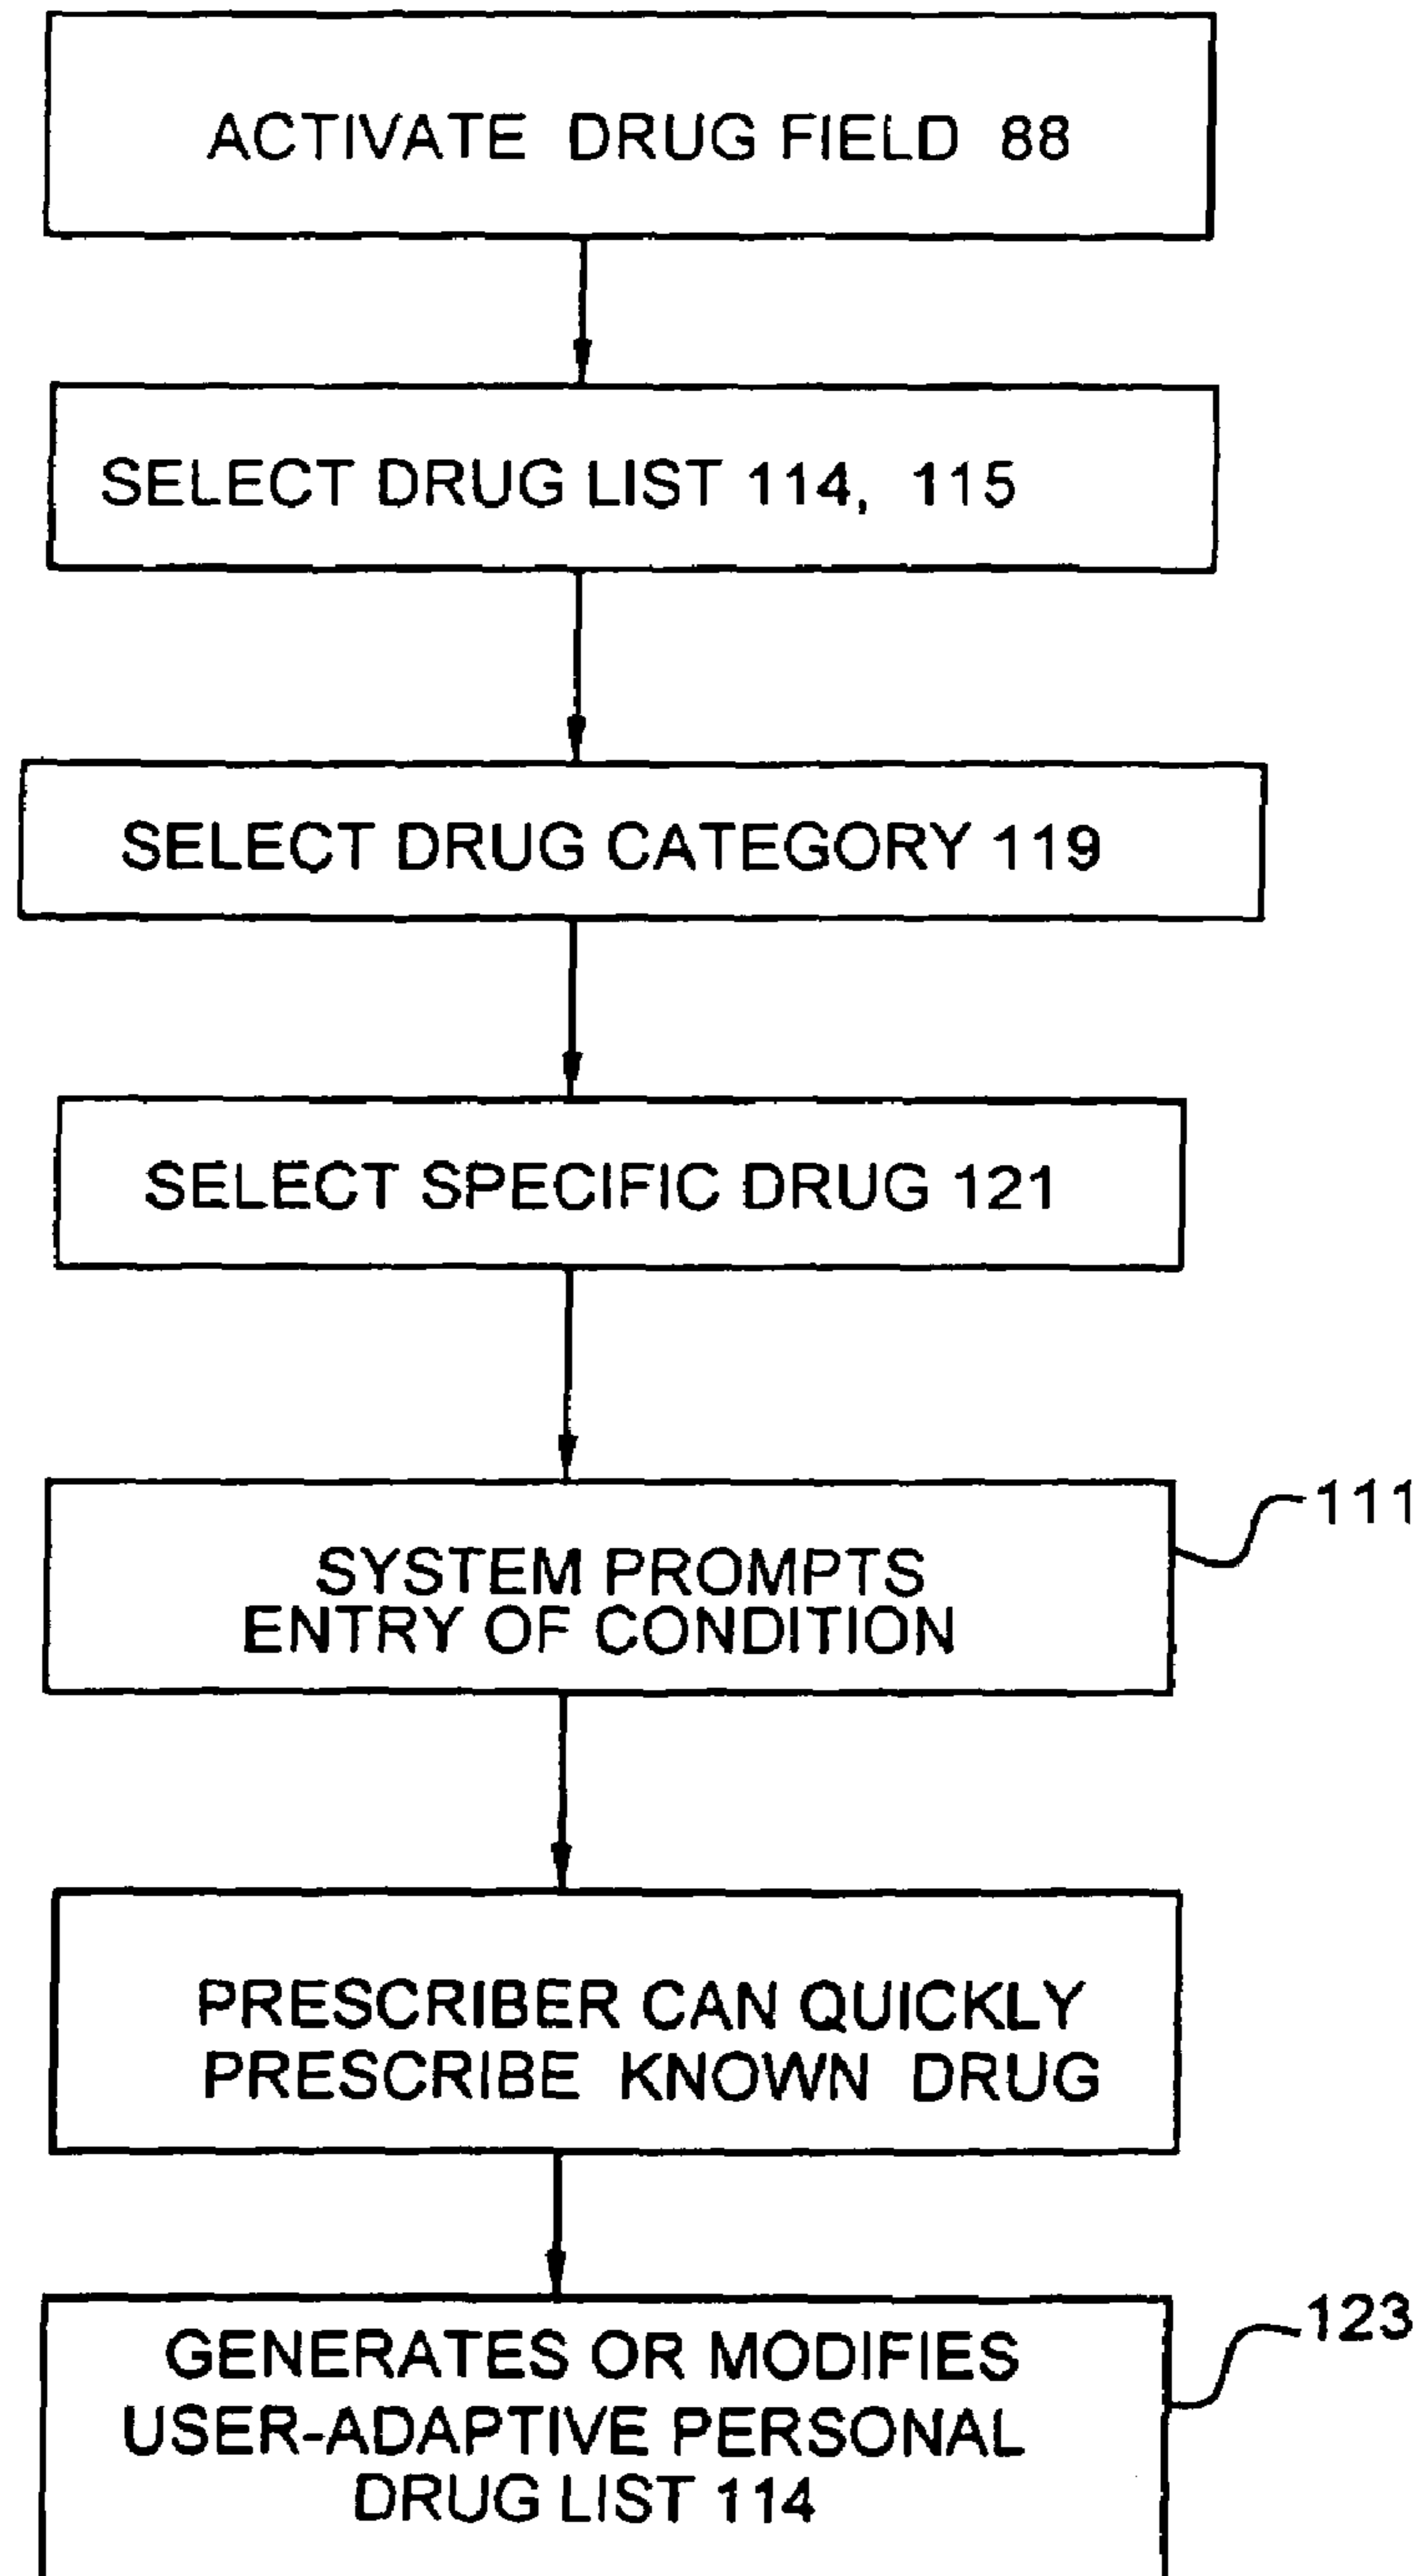 ACTIVATE DRUG FIELD 88
SELECT DRUG LIST 114, 115
SELECT DRUG CATEGORY 119
SELECT SPECIFIC DRUG 121
111
SYSTEM PROMPTS
ENTRY OF CONDITION
PRESCRIBER CAN QUICKLY
PRESCRIBE KNOWN DRUG
123
GENERATES OR MODIFIES
USER-ADAPTIVE PERSONAL
DRUG LIST 114